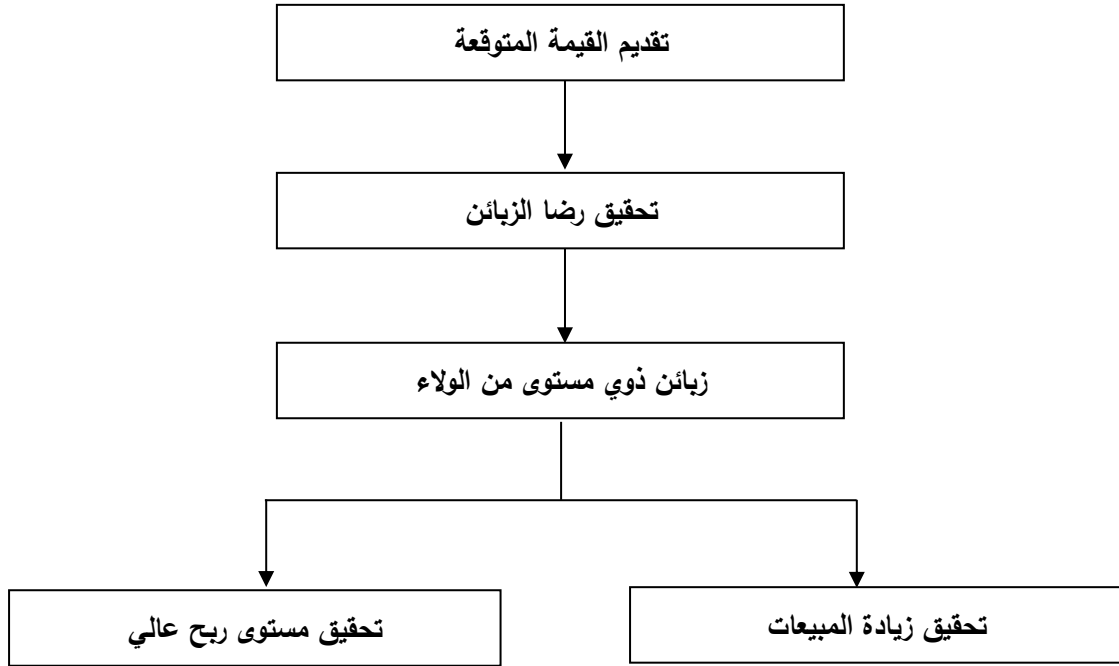 تقديم القيمة المتوقعة
تحقيق رضا الزبائن
زبائن ذوي مستوى من الولاء
تحقيق زيادة المبيعات
تحقيق مستوى ربح عالي